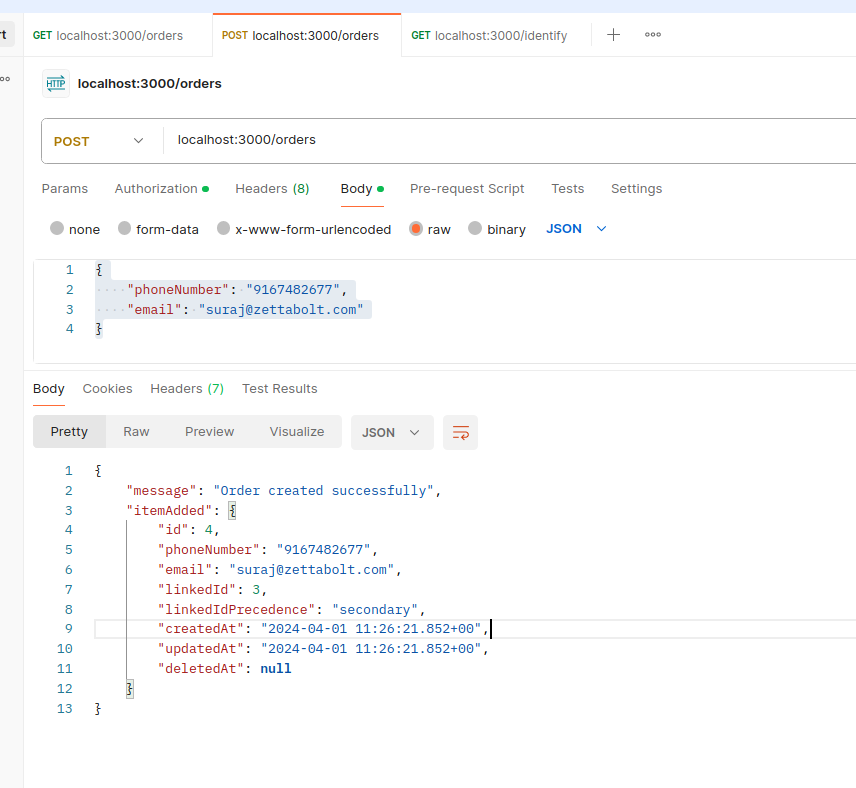 rt
GET localhost:3000/orders POST localhost:3000/orders GET localhost:3000/identify
HTTP localhost:3000/orders
POST localhost:3000/orders
Params Authorization Headers (8) Body Pre-request Script Tests Settings
none form-data x-www-form-urlencoded raw binary JSON
1 {
2 "phoneNumber": "9167482677",
3 "email": "suraj@zettabolt.com"
4 }
Body Cookies Headers (7) Test Results
Pretty Raw Preview Visualize JSON
1 {
2 "message": "Order created successfully",
3 "itemAdded": {
4 "id": 4,
5 "phoneNumber": "9167482677",
6 "email": "suraj@zettabolt.com",
7 "linkedId": 3,
8 "linkedIdPrecedence": "secondary",
9 "createdAt": "2024-04-01 11:26:21.852+00",
10 "updatedAt": "2024-04-01 11:26:21.852+00",
11 "deletedAt": null
12 }
13 }